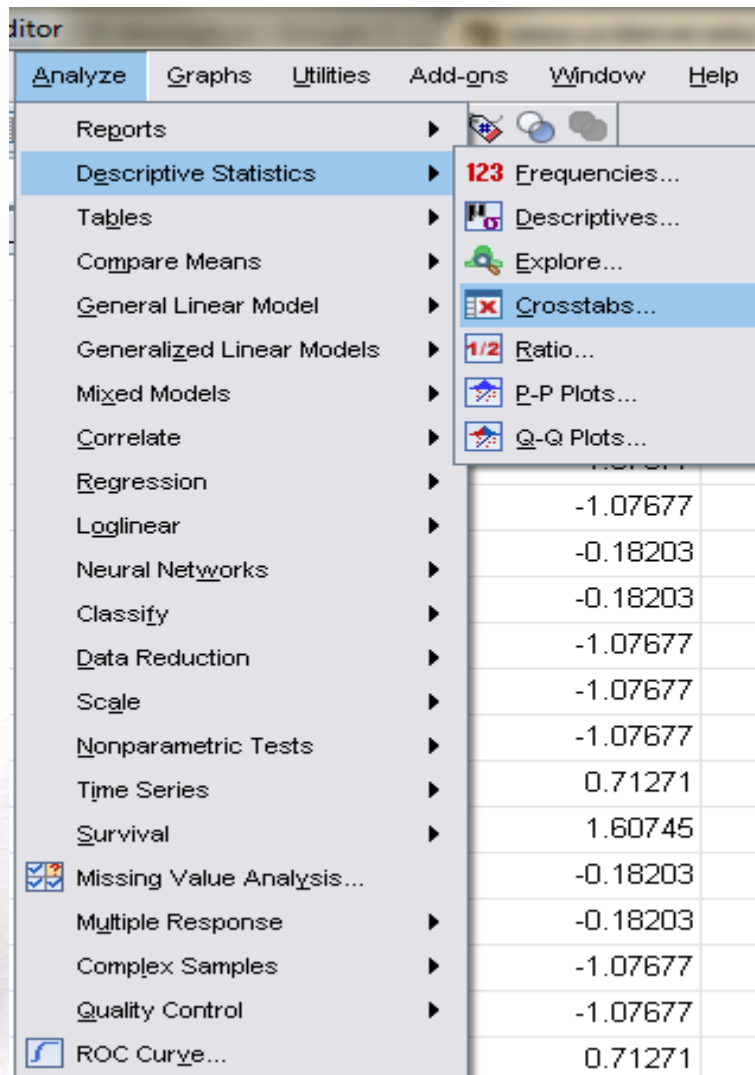 ditor
Analyze Graphs Utilities Add-ons Window Help
Reports
Descriptive Statistics
Tables
Compare Means
General Linear Model
Generalized Linear Models
Mixed Models
Correlate
Regression
Loglinear
Neural Networks
Classify
Data Reduction
Scale
Nonparametric Tests
Time Series
Survival
Missing Value Analysis...
Multiple Response
Complex Samples
Quality Control
ROC Curve...
123 Frequencies...
μσ Descriptives...
Explore...
Crosstabs...
1/2 Ratio...
P-P Plots...
Q-Q Plots...
-1.07677
-0.18203
-0.18203
-1.07677
-1.07677
-1.07677
0.71271
1.60745
-0.18203
-0.18203
-1.07677
-1.07677
0.71271